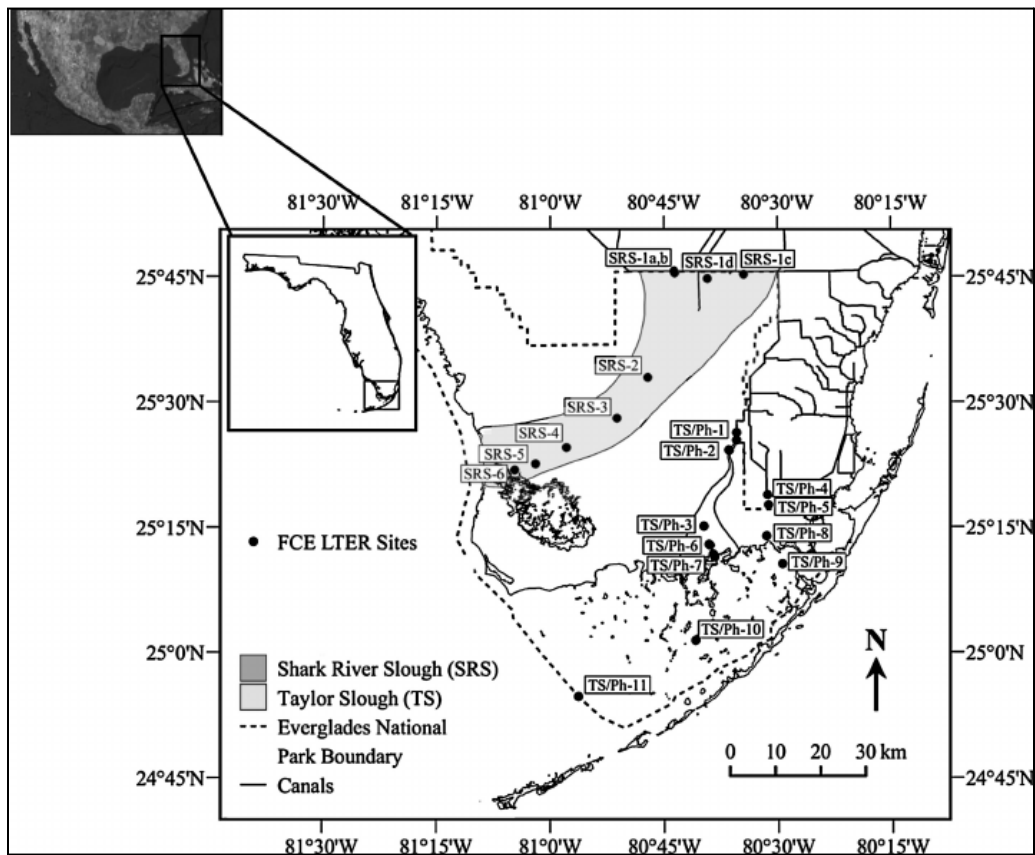 81°30'W 81°15'W 81°0'W 80°45'W 80°30'W 80°15'W
SRS-1a,b SRS-1d SRS-1c
25°45'N 25°45'N
SRS-2
25°30'N 25°30'N
SRS-3
SRS-4
TS/Ph-1
SRS-5
TS/Ph-2
SRS-6
TS/Ph-4
TS/Ph-5
25°15'N 25°15'N
FCE LTER Sites
TS/Ph-3
TS/Ph-8
TS/Ph-6
TS/Ph-7
TS/Ph-9
TS/Ph-10
25°0'N 25°0'N
N
Shark River Slough (SRS)
TS/Ph-11
Taylor Slough (TS)
Everglades National
Park Boundary
Canals
0 10 20 30 km
24°45'N 24°45'N
81°30'W 81°15'W 81°0'W 80°45'W 80°30'W 80°15'W